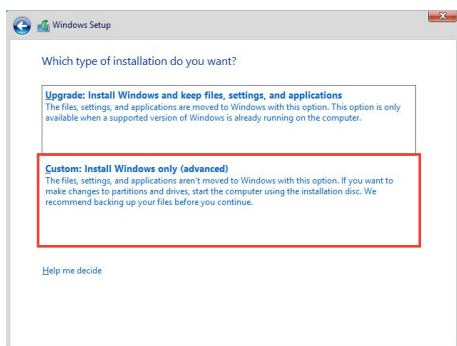 Windows Setup
Which type of installation do you want?
Upgrade: Install Windows and keep files, settings, and applications
The files, settings, and applications are moved to Windows with this option. This option is only
available when a supported version of Windows is already running on the computer.
Custom: Install Windows only (advanced)
The files, settings, and applications aren't moved to Windows with this option. If you want to
make changes to partitions and drives, start the computer using the installation disc. We
recommend backing up your files before you continue.
Help me decide